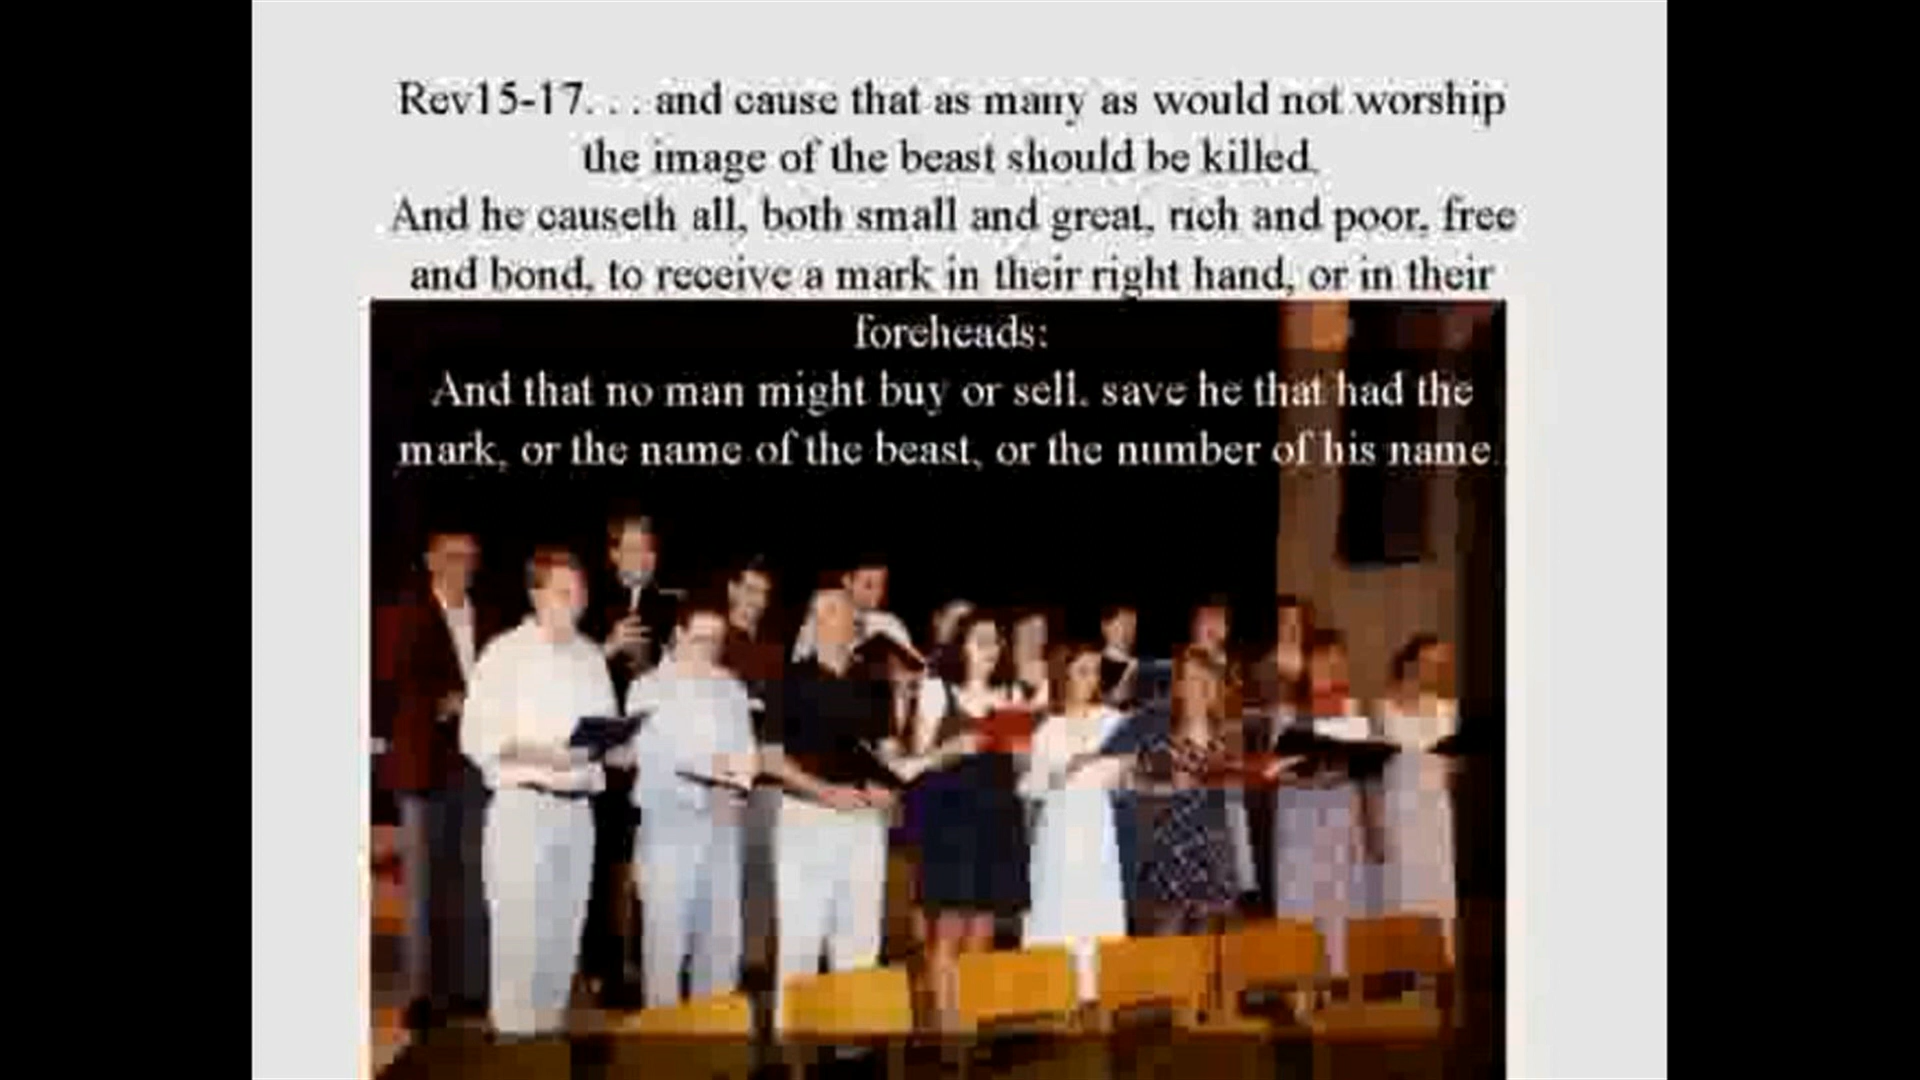 Rev15-17. . . and cause that as many as would not worship
the image of the beast should be killed.
And he causeth all, both small and great, rich and poor, free
and bond, to receive a mark in their right hand, or in their
foreheads:
And that no man might buy or sell, save he that had the
mark, or the name of the beast, or the number of his name.